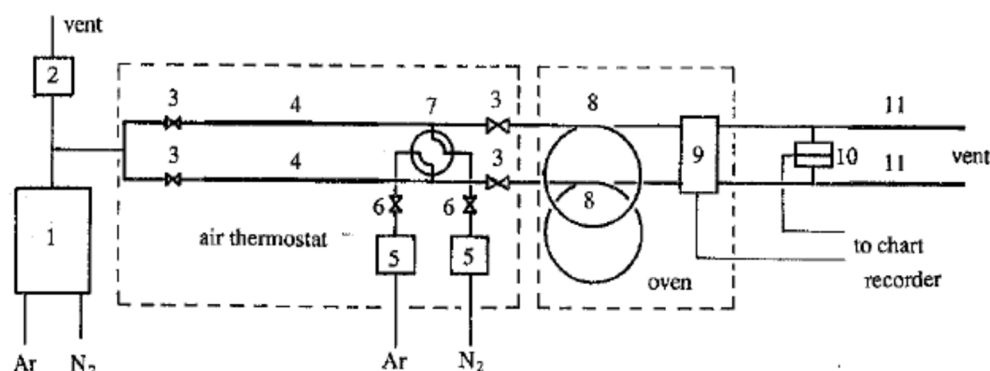 vent
2
3 4 7 3 8 11
9 10 vent
3 4 3 11
8
6 6
1 air thermostat 5 5 to chart
oven recorder
Ar N₂ Ar N₂